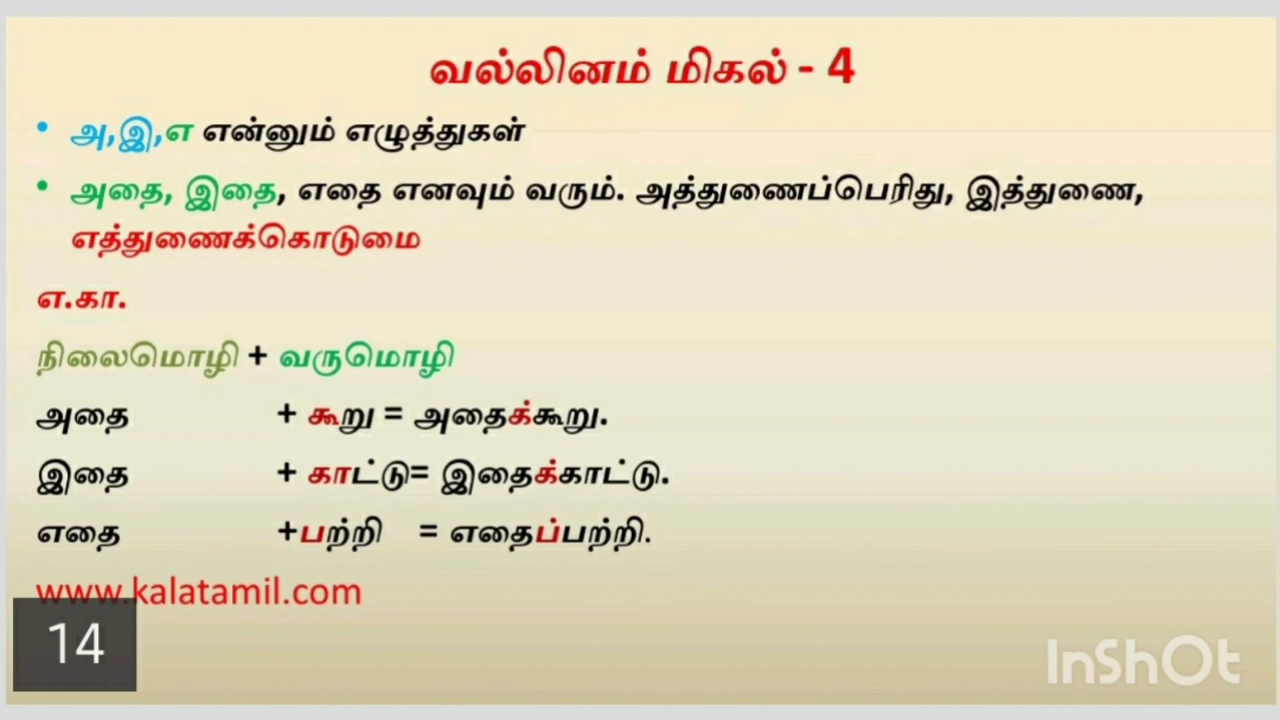 வல்லினம் மிகல் - 4
• அ,இ,எ என்னும் எழுத்துகள்
• அதை, இதை, எதை எனவும் வரும். அத்துணைப்பெரிது, இத்துணை,
எத்துணைக்கொடுமை
எ.கா.
நிலைமொழி + வருமொழி
அதை + கூறு = அதைக்கூறு.
இதை + காட்டு= இதைக்காட்டு.
எதை +பற்றி = எதைப்பற்றி.
www.kalatamil.com
14
InShOt